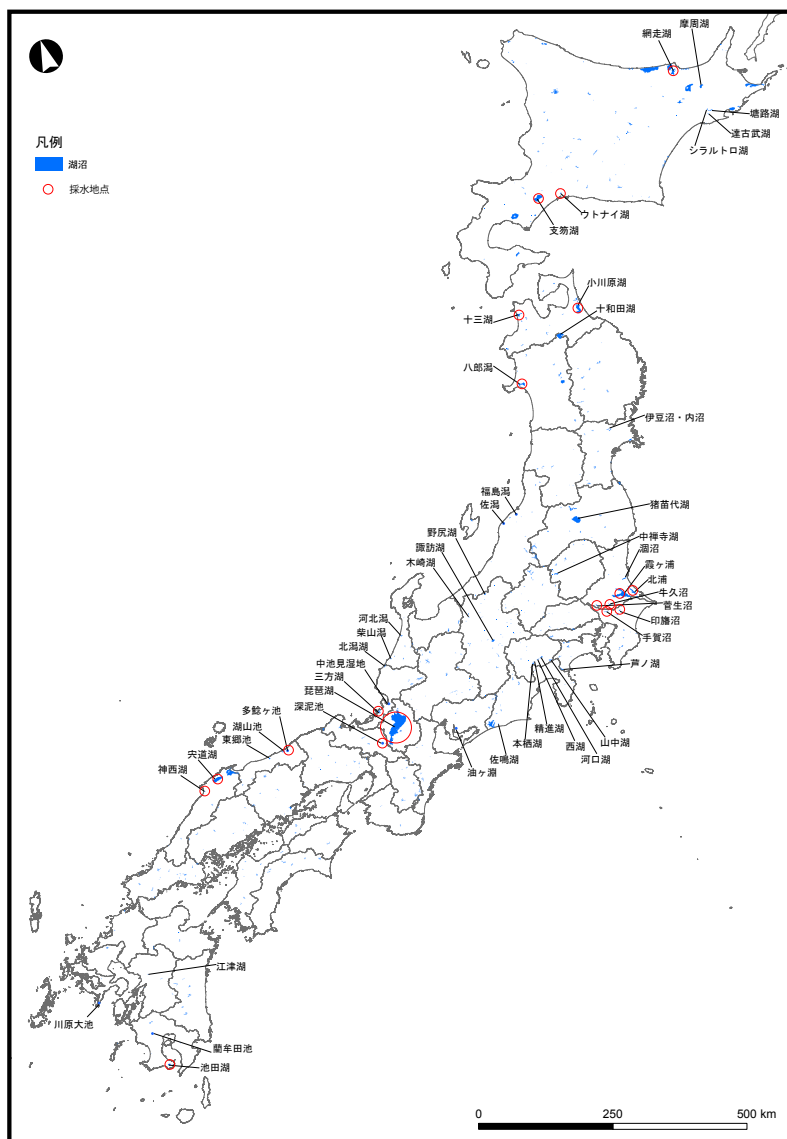 摩周湖
網走湖
塘路湖
達古武湖
シラルトロ湖
凡例
湖沼
採水地点
ウトナイ湖
支笏湖
小川原湖
十和田湖
十三湖
八郎潟
伊豆沼・内沼
福島潟
佐潟
猪苗代湖
野尻湖
諏訪湖
木崎湖
中禅寺湖
涸沼
霞ヶ浦
北浦
牛久沼
菅生沼
印旛沼
手賀沼
河北潟
柴山潟
北潟湖
中池見湿地
三方湖
琵琶湖
深泥池
多鯰ヶ池
湖山池
東郷池
宍道湖
神西湖
芦ノ湖
山中湖
河口湖
西湖
精進湖
本栖湖
佐鳴湖
油ヶ淵
江津湖
川原大池
藺牟田池
池田湖
0 250 500 km